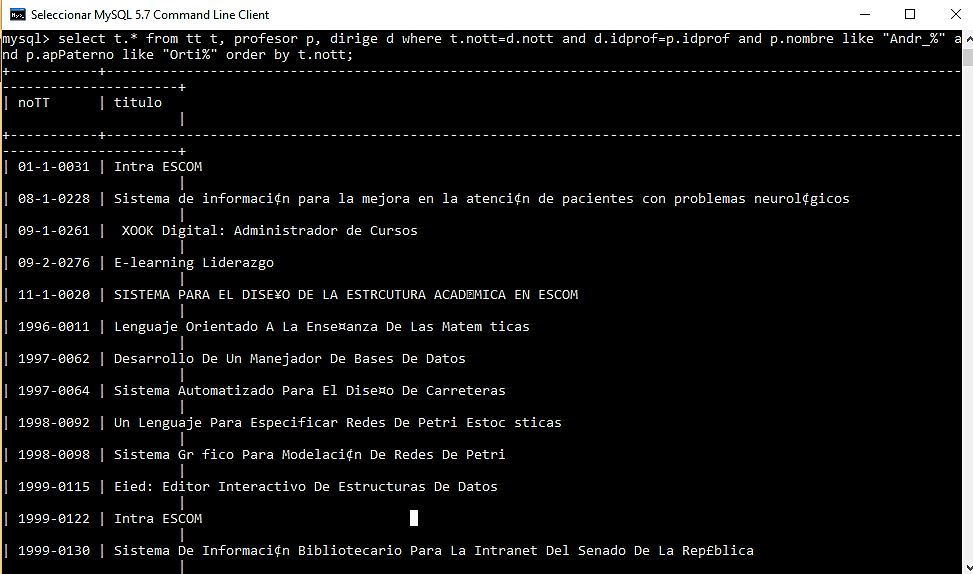 Seleccionar MySQL 5.7 Command Line Client
mysql> select t.* from tt t, profesor p, dirige d where t.nott=d.nott and d.idprof=p.idprof and p.nombre like "Andr_%" a
nd p.apPaterno like "Orti%" order by t.nott;
+-----------+-----------------------------------------------------------------------------------------------------------
----------------------+
| noTT      | titulo
                      |
+-----------+-----------------------------------------------------------------------------------------------------------
----------------------+
| 01-1-0031 | Intra ESCOM
                      |
| 08-1-0228 | Sistema de informaci¢n para la mejora en la atenci¢n de pacientes con problemas neurol¢gicos
                      |
| 09-1-0261 |  XOOK Digital: Administrador de Cursos
                      |
| 09-2-0276 | E-learning Liderazgo
                      |
| 11-1-0020 | SISTEMA PARA EL DISE¥O DE LA ESTRCUTURA ACAD�MICA EN ESCOM
                      |
| 1996-0011 | Lenguaje Orientado A La Ense¤anza De Las Matem ticas
                      |
| 1997-0062 | Desarrollo De Un Manejador De Bases De Datos
                      |
| 1997-0064 | Sistema Automatizado Para El Dise¤o De Carreteras
                      |
| 1998-0092 | Un Lenguaje Para Especificar Redes De Petri Estoc sticas
                      |
| 1998-0098 | Sistema Gr fico Para Modelaci¢n De Redes De Petri
                      |
| 1999-0115 | Eied: Editor Interactivo De Estructuras De Datos
                      |
| 1999-0122 | Intra ESCOM
                      |
| 1999-0130 | Sistema De Informaci¢n Bibliotecario Para La Intranet Del Senado De La Rep£blica
                      |